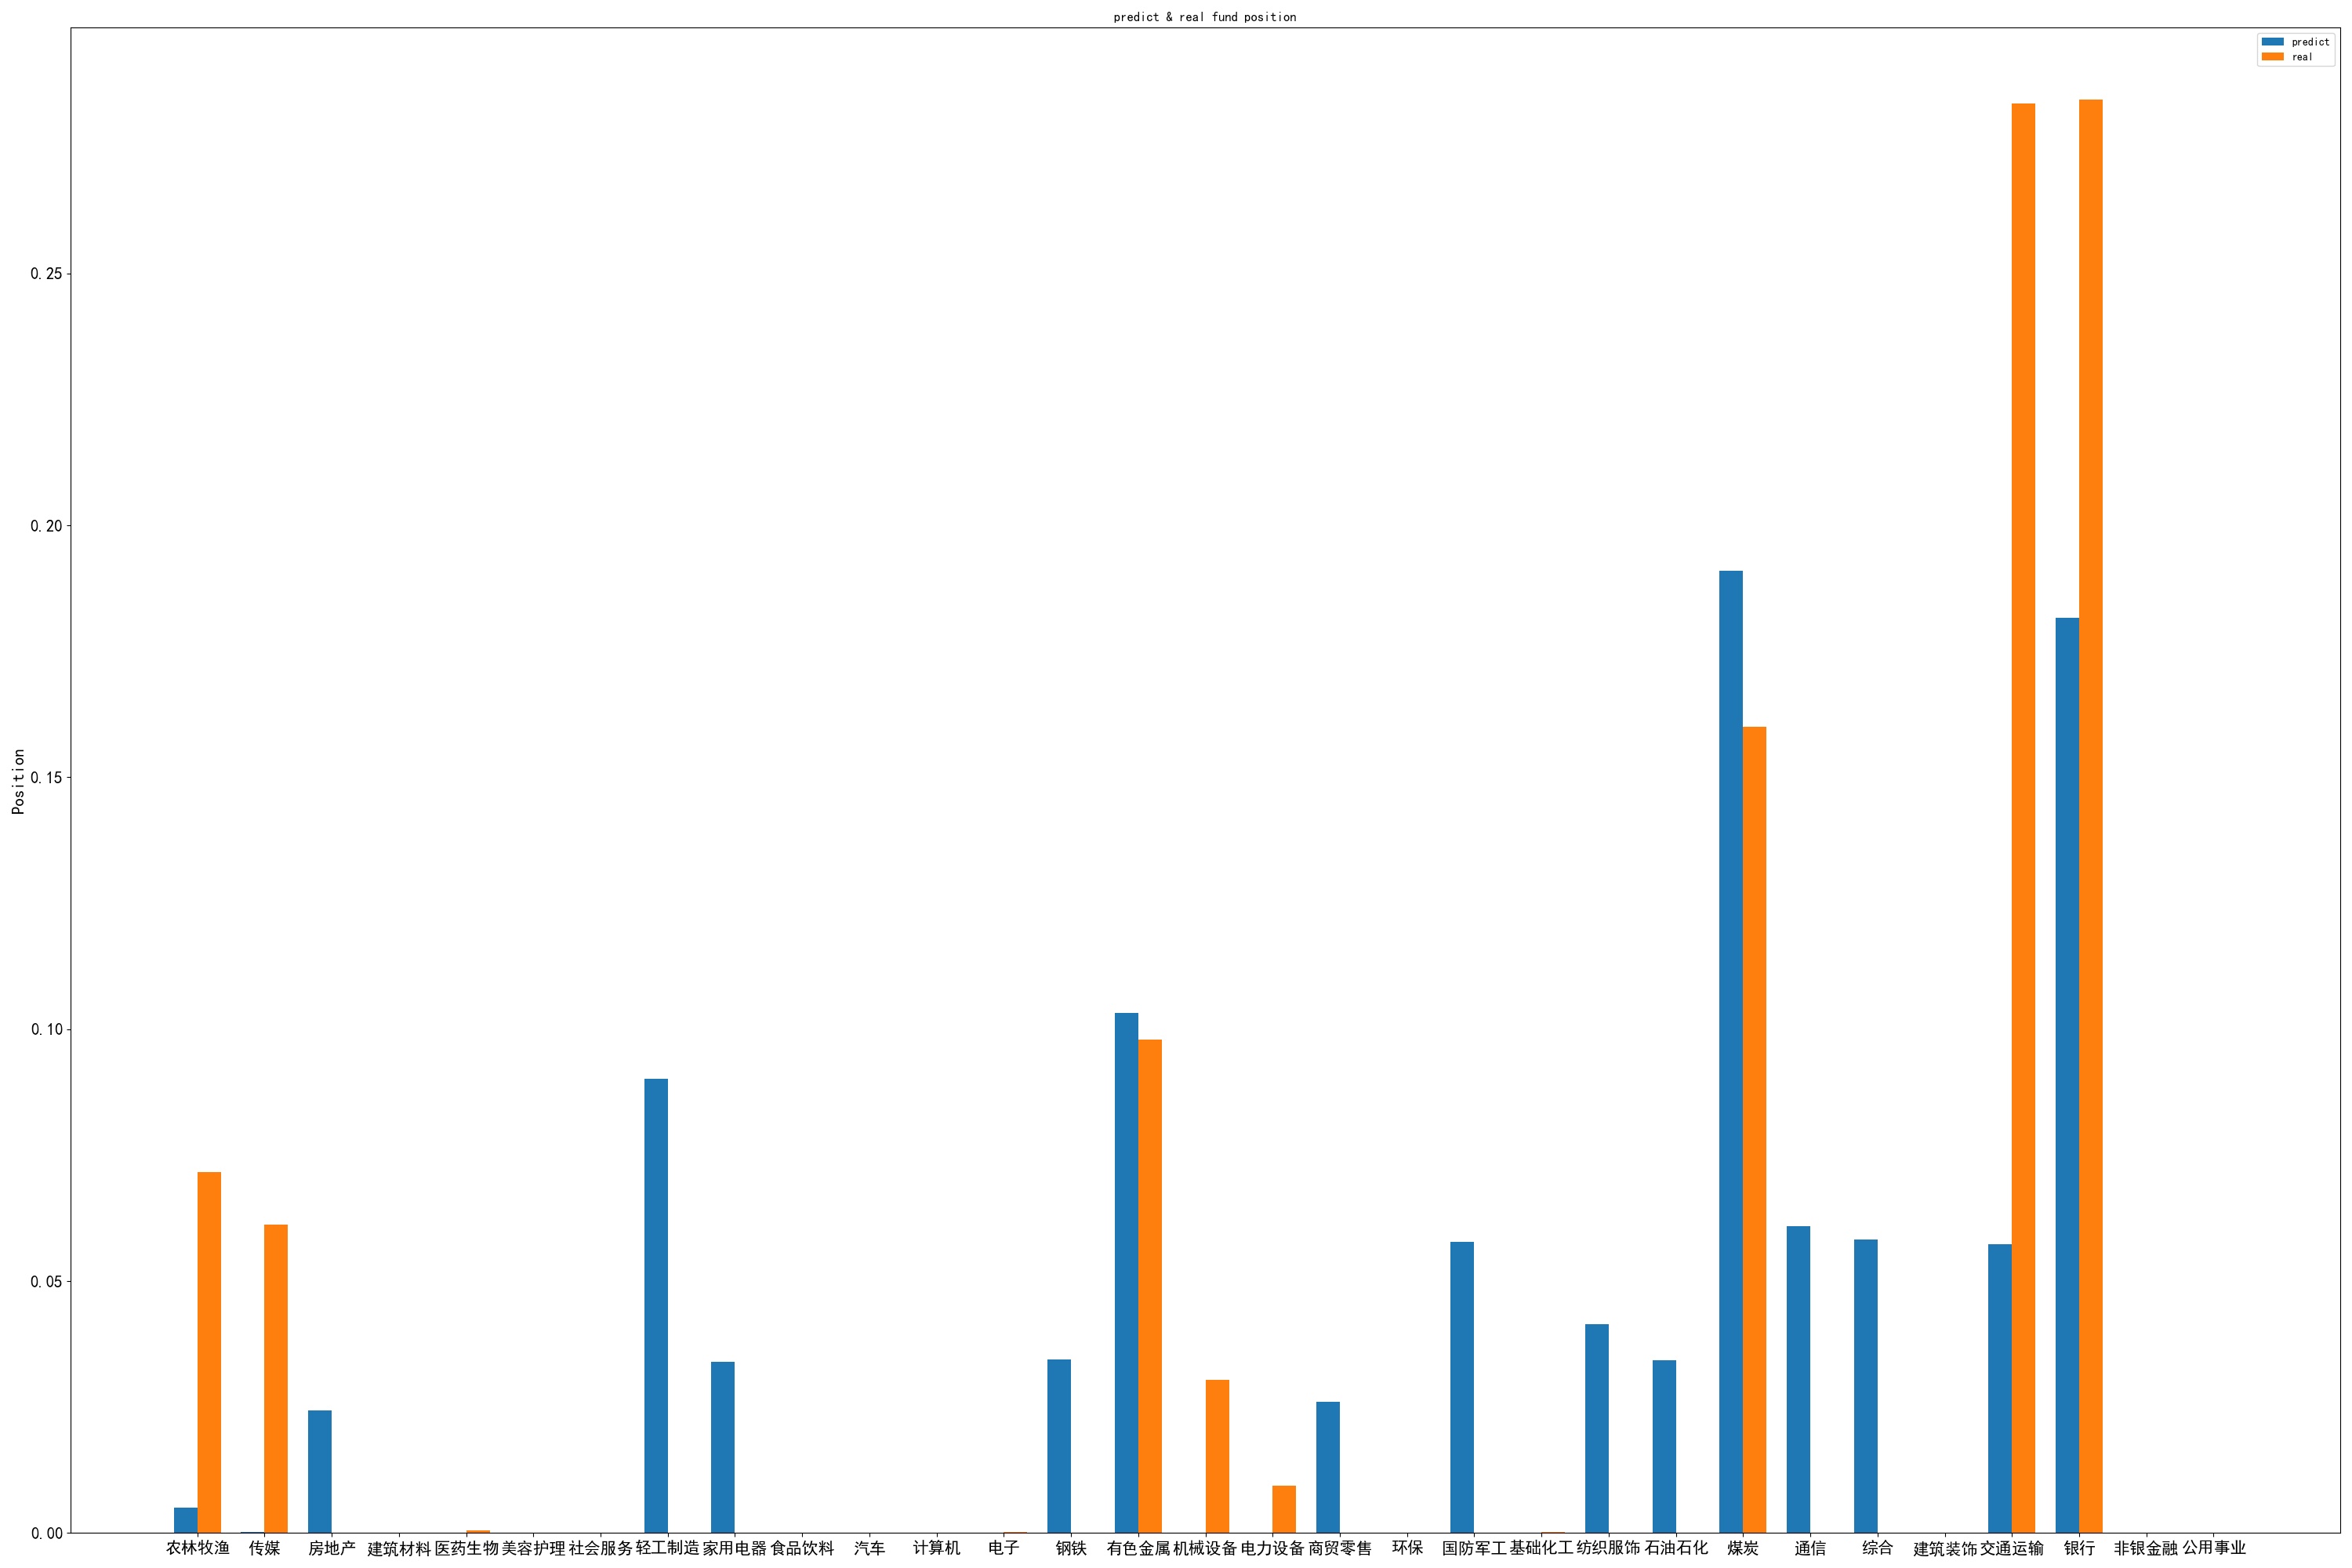 predict & real fund position
predict
real
Position
0.25
0.20
0.15
0.10
0.05
0.00
农林牧渔 传媒 房地产 建筑材料 医药生物 美容护理 社会服务 轻工制造 家用电器 食品饮料 汽车 计算机 电子 钢铁 有色金属 机械设备 电力设备 商贸零售 环保 国防军工 基础化工 纺织服饰 石油石化 煤炭 通信 综合 建筑装饰 交通运输 银行 非银金融 公用事业